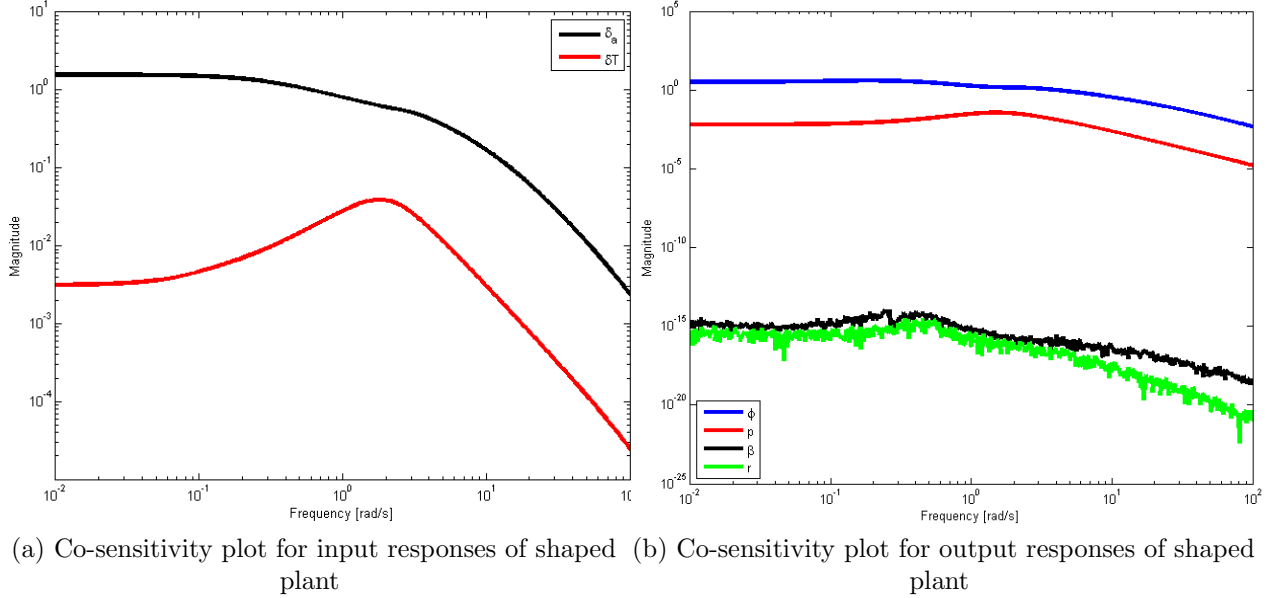 10^1
10^0
10^-1
10^-2
10^-3
10^-4
Magnitude
δ_a
δT
10^-2
10^-1
10^0
10^1
10
Frequency [rad/s]
(a) Co-sensitivity plot for input responses of shaped
plant
10^5
10^0
10^-5
10^-10
10^-15
10^-20
10^-25
Magnitude
ϕ
p
β
r
10^-2
10^-1
10^0
10^1
10^2
Frequency [rad/s]
(b) Co-sensitivity plot for output responses of shaped
plant